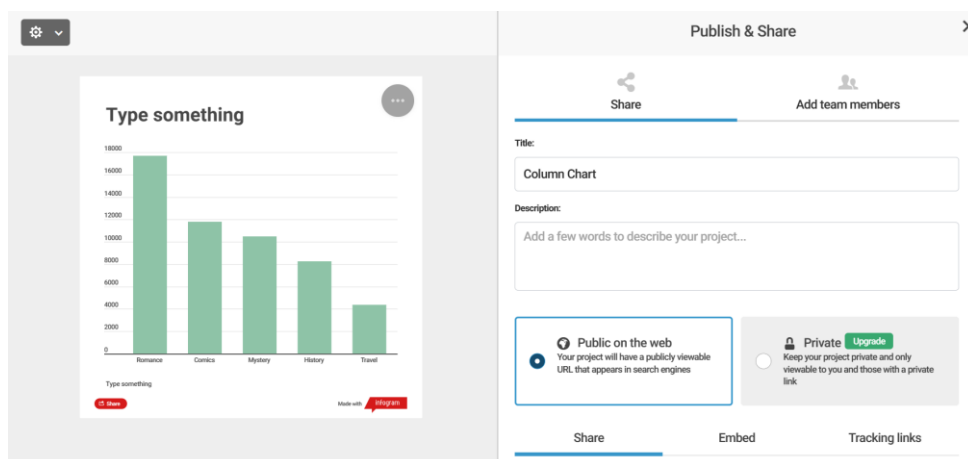 Publish & Share
Share
Add team members
Type something
18000
16000
14000
12000
10000
8000
6000
4000
2000
0
Romance Comics Mystery History Travel
Type something
Share
Made with infogram
Title:
Column Chart
Description:
Add a few words to describe your project...
Public on the web
Your project will have a publicly viewable
URL that appears in search engines
Private Upgrade
Keep your project private and only
viewable to you and those with a private
link
Share Embed Tracking links